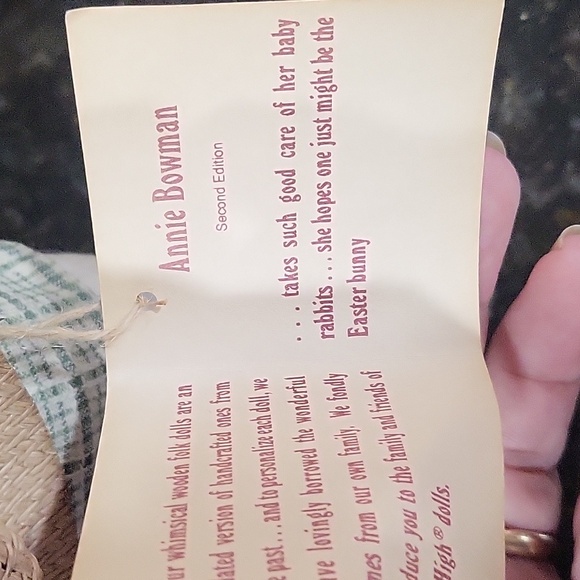 Annie Bowman
Second Edition
. . . takes such good care of her baby
rabbits . . . she hopes one just might be the
Easter bunny
whimsical wooden folk dolls are an
version of handcrafted ones from
past . . . and to personalize each doll, we
lovingly borrowed the wonderful
from our own family. We fondly
you to the family and friends of
High® dolls.